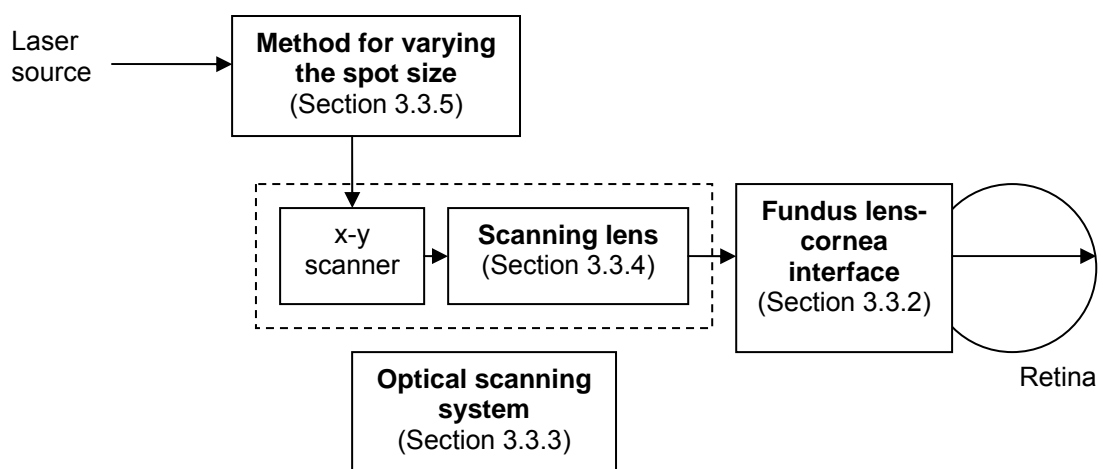 Laser
source
Method for varying
the spot size
(Section 3.3.5)
x-y
scanner
Scanning lens
(Section 3.3.4)
Fundus lens-
cornea
interface
(Section 3.3.2)
Retina
Optical scanning
system
(Section 3.3.3)